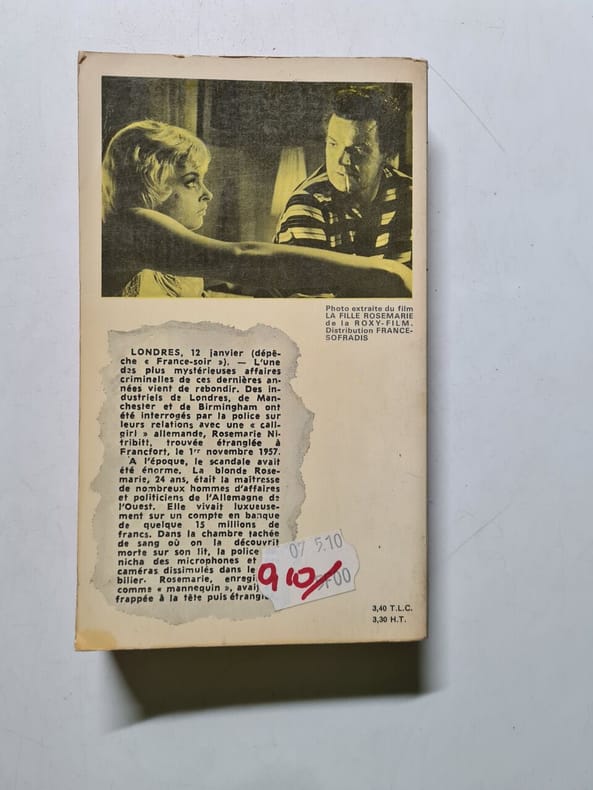 Photo extraite du film
LA FILLE ROSEMARIE
de la ROXY-FILM.
Distribution FRANCE-
SOFRADIS
LONDRES, 12 janvier (dépê-
che « France-soir »). — L'une
des plus mystérieuses affaires
criminelles de ces dernières an-
nées vient de rebondir. Des in-
dustriels de Londres, de Man-
chester et de Birmingham ont
été interrogés par la police sur
leurs relations avec une « call-
girl » allemande, Rosemarie Ni-
tribitt, trouvée étranglée à
Francfort, le 1er novembre 1957.
A l'époque, le scandale avait
été énorme. La blonde Rose-
marie, 24 ans, était la maîtresse
de nombreux hommes d'affaires
et politiciens de l'Allemagne de
l'Ouest. Elle vivait luxueuse-
ment sur un compte en banque
de quelque 15 millions de
francs. Dans la chambre tachée
de sang où on la découvrit
morte sur son lit, la police
nicha des microphones et
caméras dissimulés dans le
bilier. Rosemarie, enregi
comme « mannequin », avai
frappée à la tête puis étrangl
07 5.10
910/
00
3,40 T.L.C.
3,30 H.T.